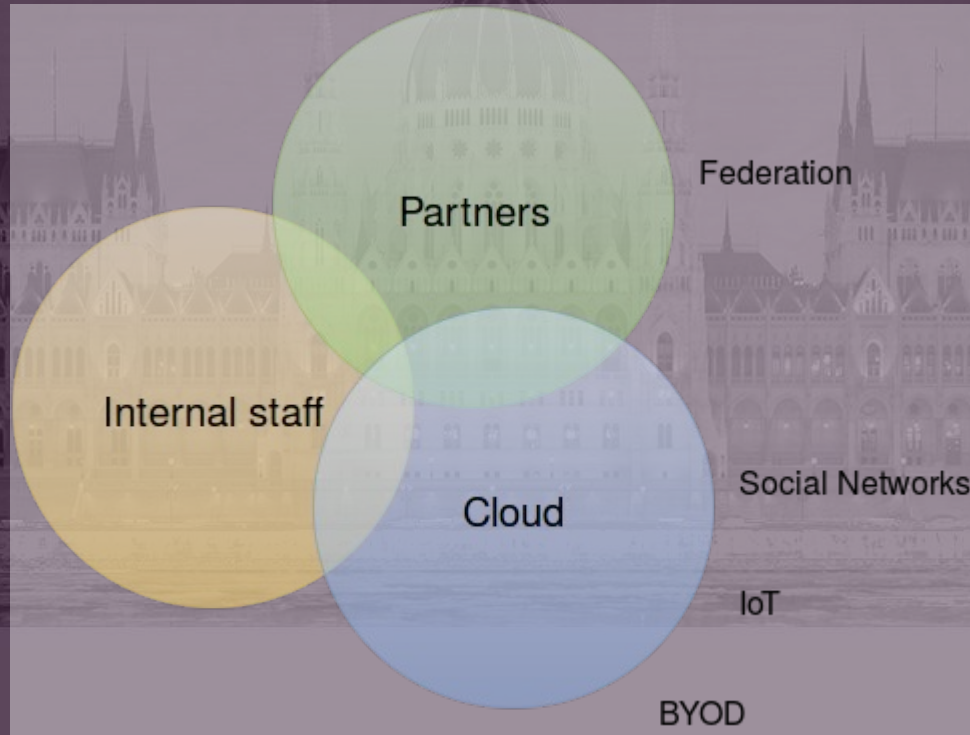 Federation
Partners
Internal staff
Social Networks
Cloud
IoT
BYOD